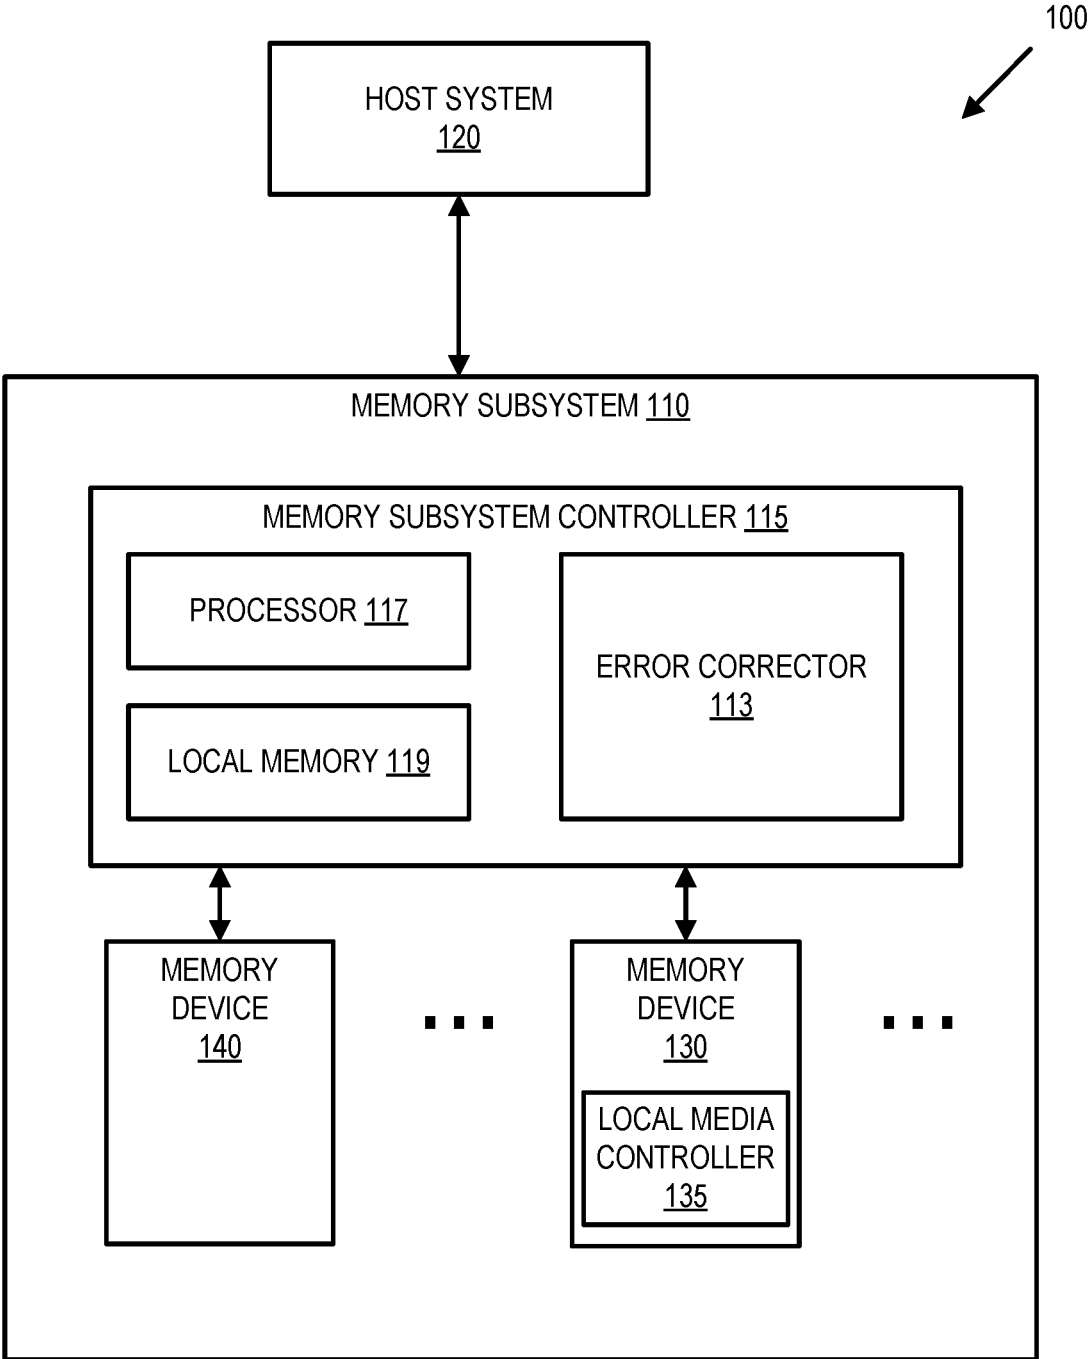 100
HOST SYSTEM
120
MEMORY SUBSYSTEM 110
MEMORY SUBSYSTEM CONTROLLER 115
PROCESSOR 117
LOCAL MEMORY 119
ERROR CORRECTOR
113
MEMORY
DEVICE
140
MEMORY
DEVICE
130
LOCAL MEDIA
CONTROLLER
135